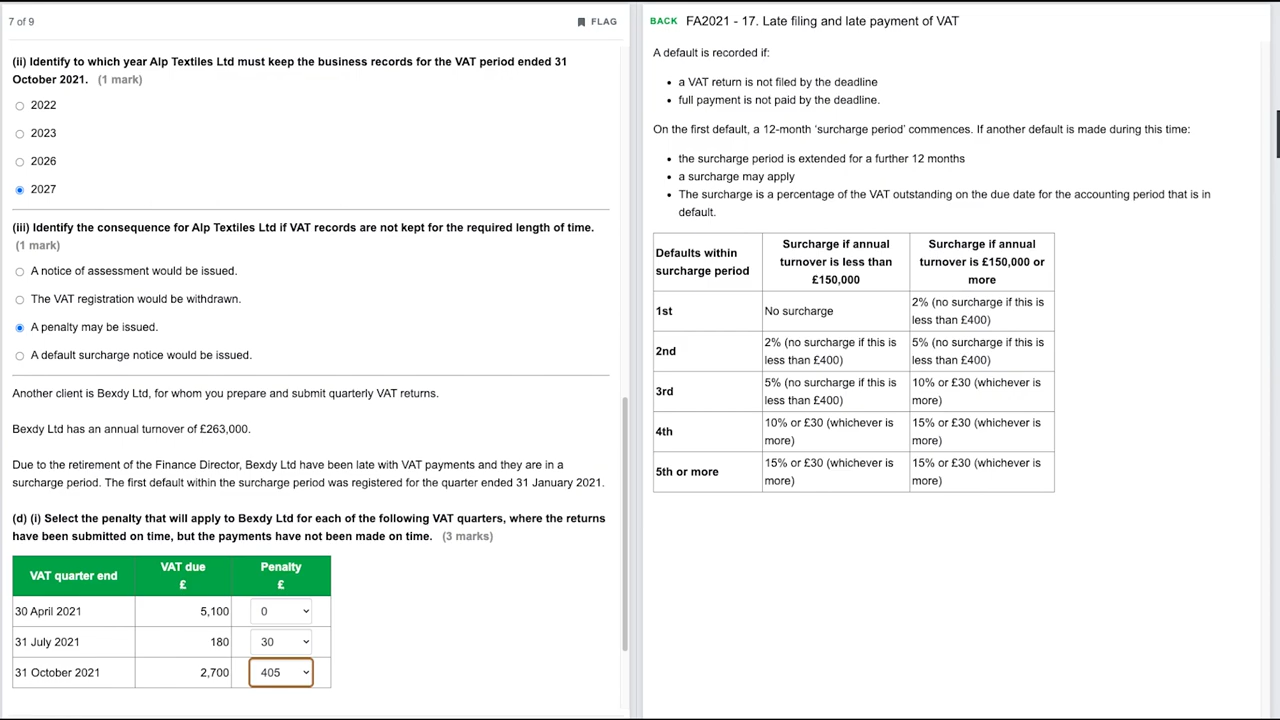 7 of 9
FLAG
(ii) Identify to which year Alp Textiles Ltd must keep the business records for the VAT period ended 31
October 2021. (1 mark)
2022
2023
2026
2027
(iii) Identify the consequence for Alp Textiles Ltd if VAT records are not kept for the required length of time.
(1 mark)
A notice of assessment would be issued.
The VAT registration would be withdrawn.
A penalty may be issued.
A default surcharge notice would be issued.
Another client is Bexdy Ltd, for whom you prepare and submit quarterly VAT returns.
Bexdy Ltd has an annual turnover of £263,000.
Due to the retirement of the Finance Director, Bexdy Ltd have been late with VAT payments and they are in a
surcharge period. The first default within the surcharge period was registered for the quarter ended 31 January 2021.
(d) (i) Select the penalty that will apply to Bexdy Ltd for each of the following VAT quarters, where the returns
have been submitted on time, but the payments have not been made on time. (3 marks)
VAT quarter end VAT due £ Penalty £
30 April 2021 5,100 0
31 July 2021 180 30
31 October 2021 2,700 405
BACK FA2021 - 17. Late filing and late payment of VAT
A default is recorded if:
• a VAT return is not filed by the deadline
• full payment is not paid by the deadline.
On the first default, a 12-month ‘surcharge period’ commences. If another default is made during this time:
• the surcharge period is extended for a further 12 months
• a surcharge may apply
• The surcharge is a percentage of the VAT outstanding on the due date for the accounting period that is in
default.
Defaults within surcharge period Surcharge if annual turnover is less than £150,000 Surcharge if annual turnover is £150,000 or more
1st No surcharge 2% (no surcharge if this is less than £400)
2nd 2% (no surcharge if this is less than £400) 5% (no surcharge if this is less than £400)
3rd 5% (no surcharge if this is less than £400) 10% or £30 (whichever is more)
4th 10% or £30 (whichever is more) 15% or £30 (whichever is more)
5th or more 15% or £30 (whichever is more) 15% or £30 (whichever is more)